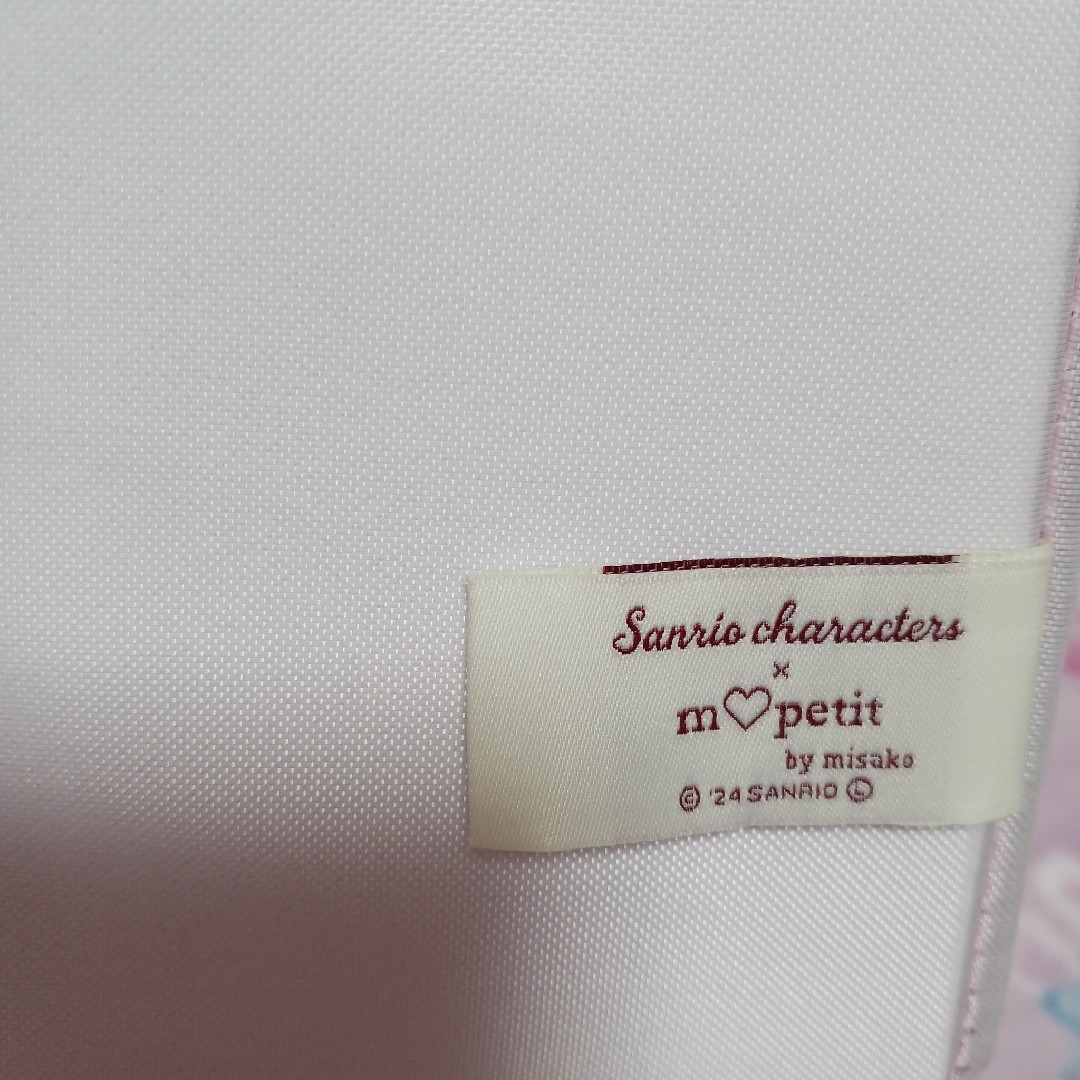 Sanrio characters
×
m♡petit
by misako
© '24 SANRIO Ⓛ